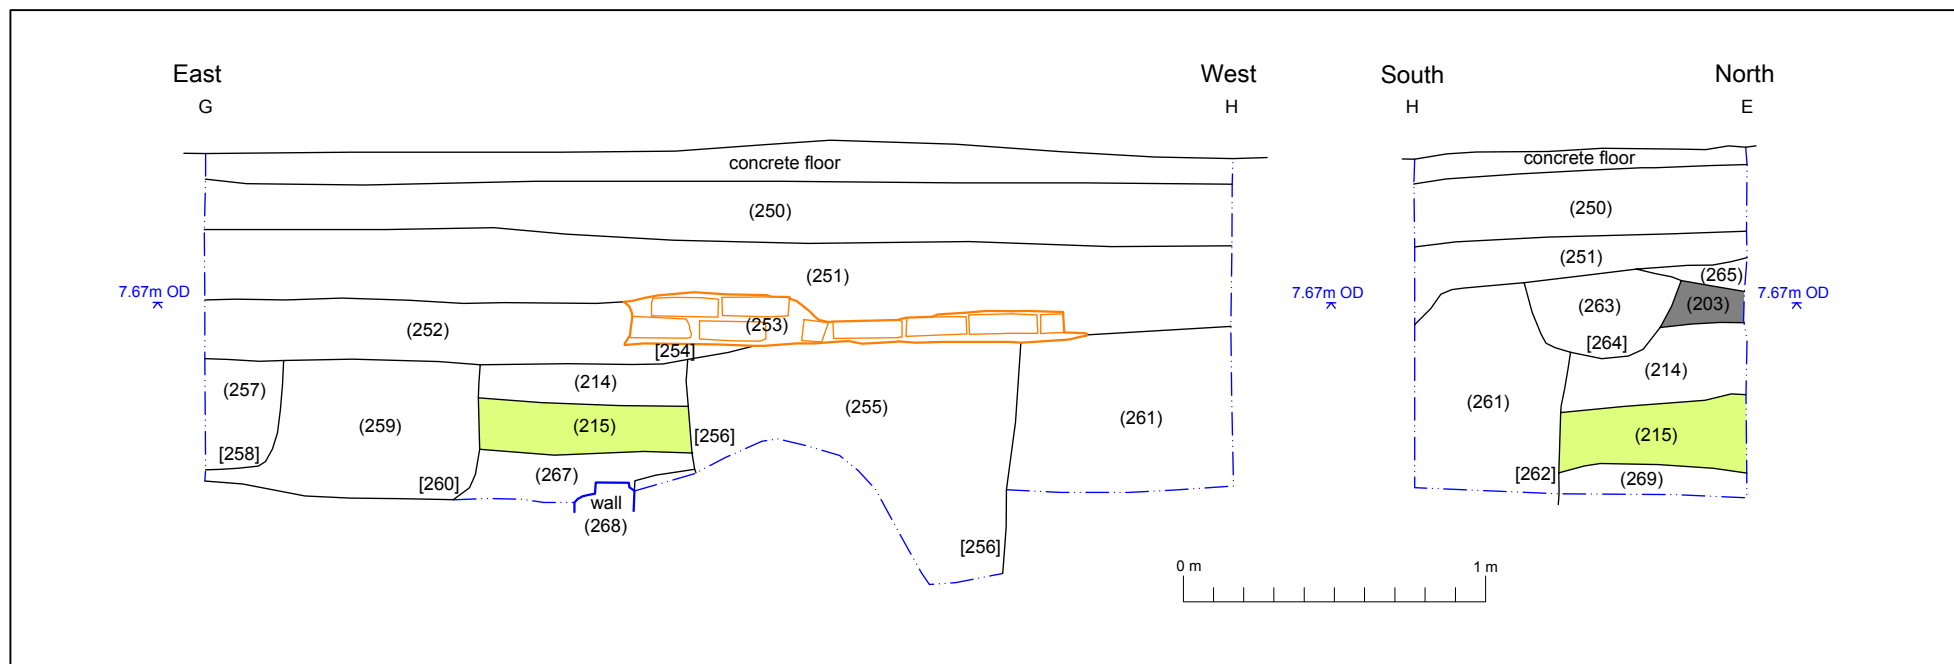 East
West
South
North
G
H
H
E
concrete floor
concrete floor
(250)
(250)
(251)
(251)
(265)
7.67m OD
7.67m OD
7.67m OD
(252)
(253)
(263)
(203)
[254]
[264]
(257)
(214)
(214)
(259)
(215)
[256]
(255)
(261)
(261)
(215)
[258]
[260]
(267)
[262]
(269)
wall
(268)
[256]
0 m
1 m